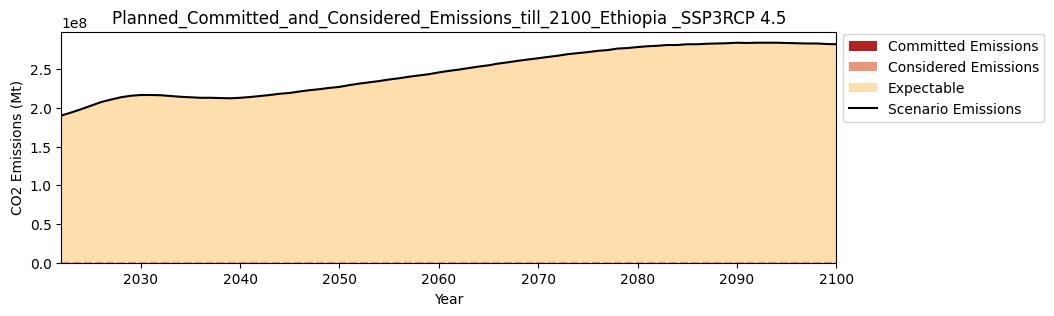 Planned_Committed_and_Considered_Emissions_till_2100_Ethiopia _SSP3RCP 4.5
1e8
Committed Emissions
Considered Emissions
Expectable
Scenario Emissions
CO2 Emissions (Mt)
2.5
2.0
1.5
1.0
0.5
0.0
2030 2040 2050 2060 2070 2080 2090 2100
Year